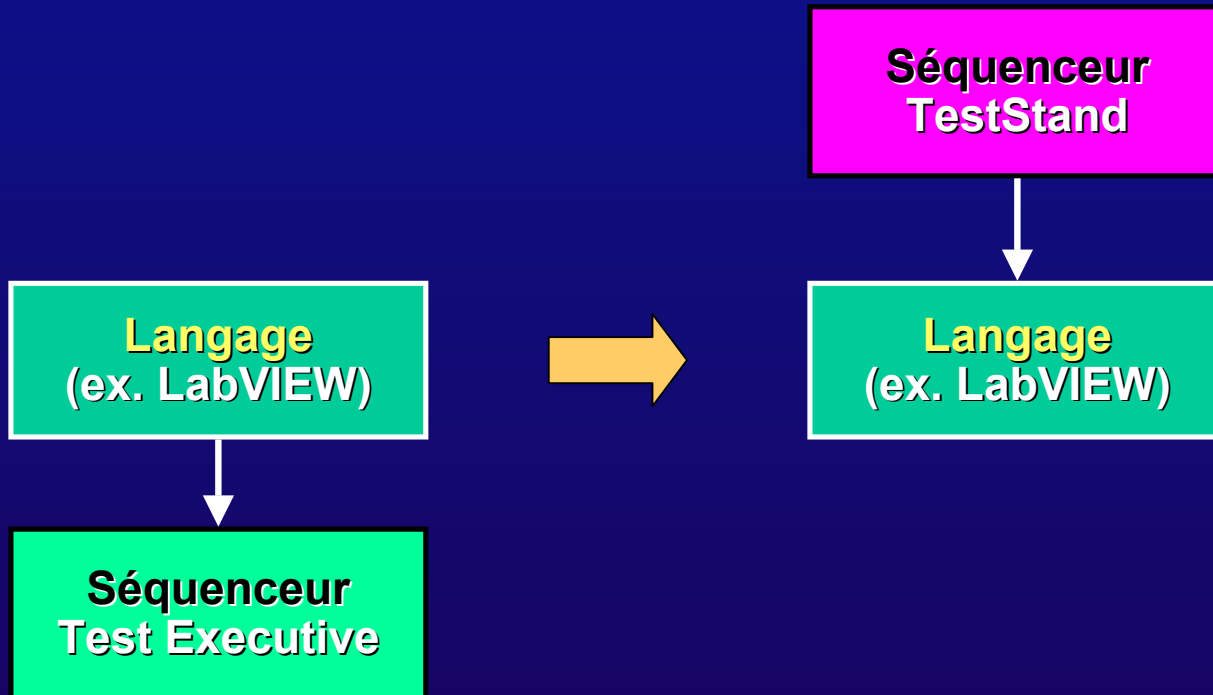 Séquenceur
TestStand
Langage
(ex. LabVIEW)
Langage
(ex. LabVIEW)
Séquenceur
Test Executive